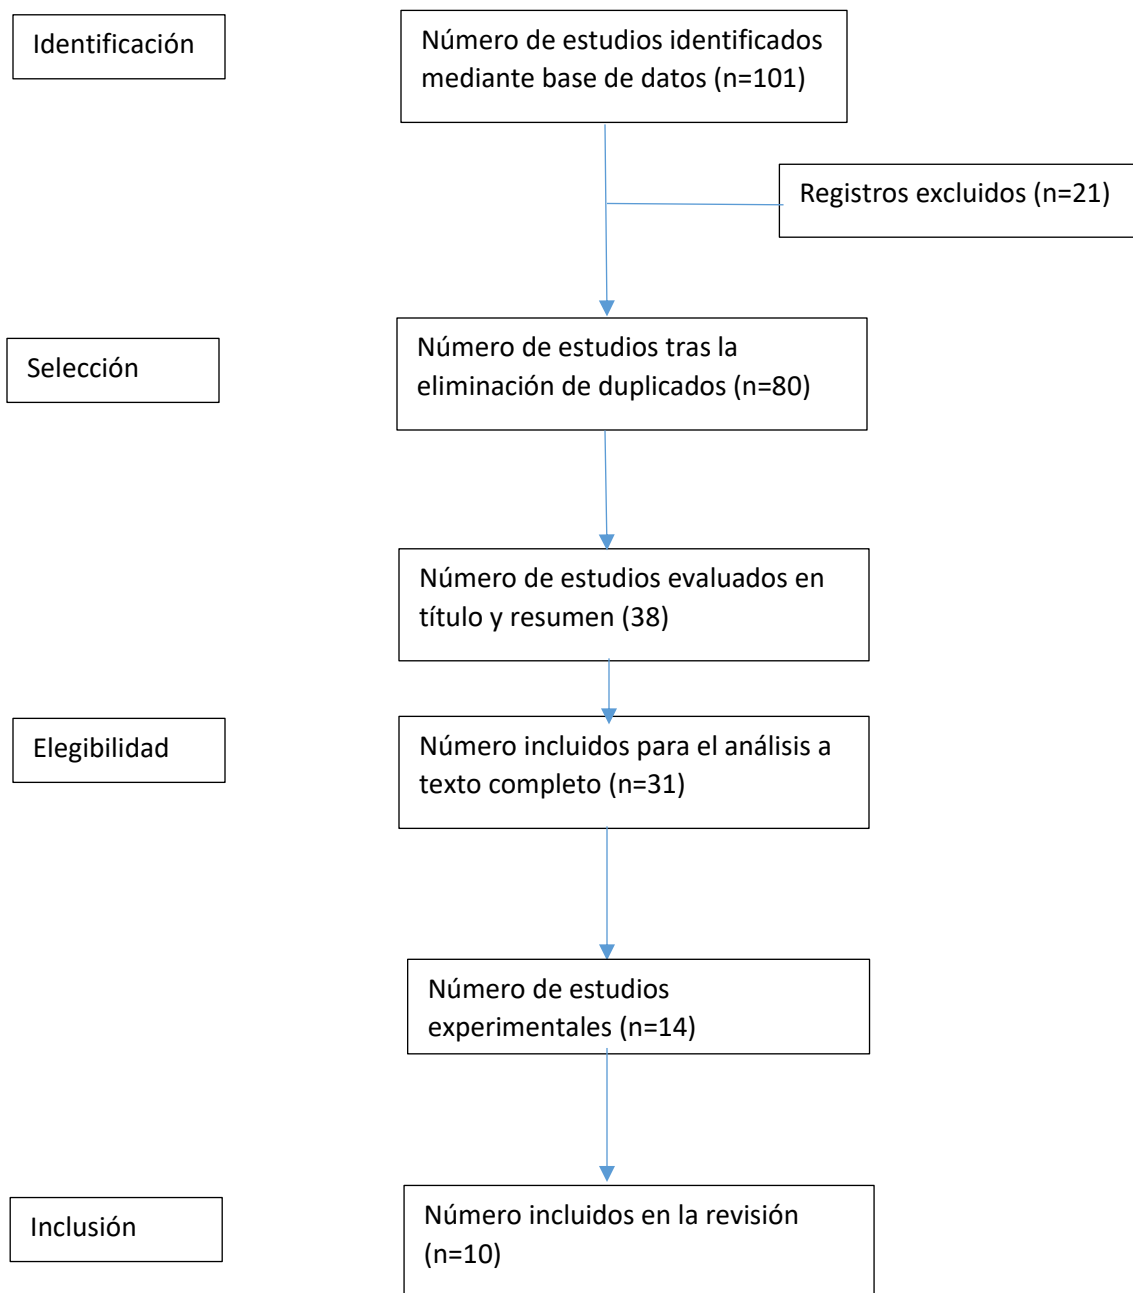 Identificación
Número de estudios identificados
mediante base de datos (n=101)
Registros excluidos (n=21)
Selección
Número de estudios tras la
eliminación de duplicados (n=80)
Número de estudios evaluados en
título y resumen (38)
Elegibilidad
Número incluidos para el análisis a
texto completo (n=31)
Número de estudios
experimentales (n=14)
Inclusión
Número incluidos en la revisión
(n=10)